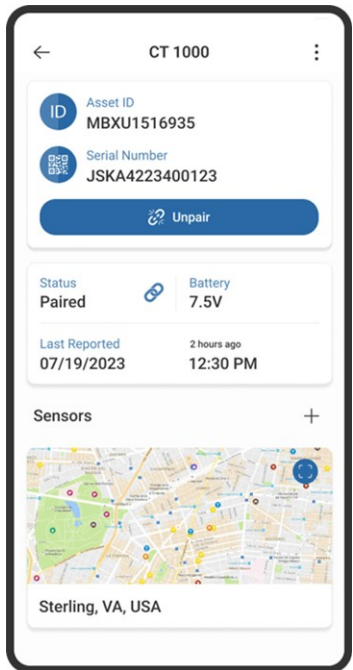 CT 1000
ID
Asset ID
MBXU1516935
Serial Number
JSKA4223400123
Unpair
Status
Paired
Battery
7.5V
Last Reported
07/19/2023
2 hours ago
12:30 PM
Sensors
Sterling, VA, USA